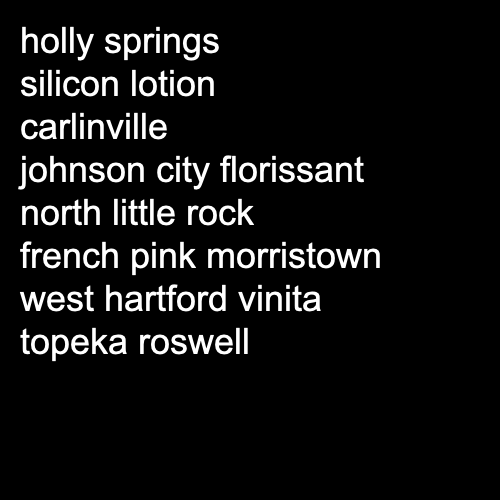 holly springs
silicon lotion
carlinville
johnson city florissant
north little rock
french pink morristown
west hartford vinita
topeka roswell